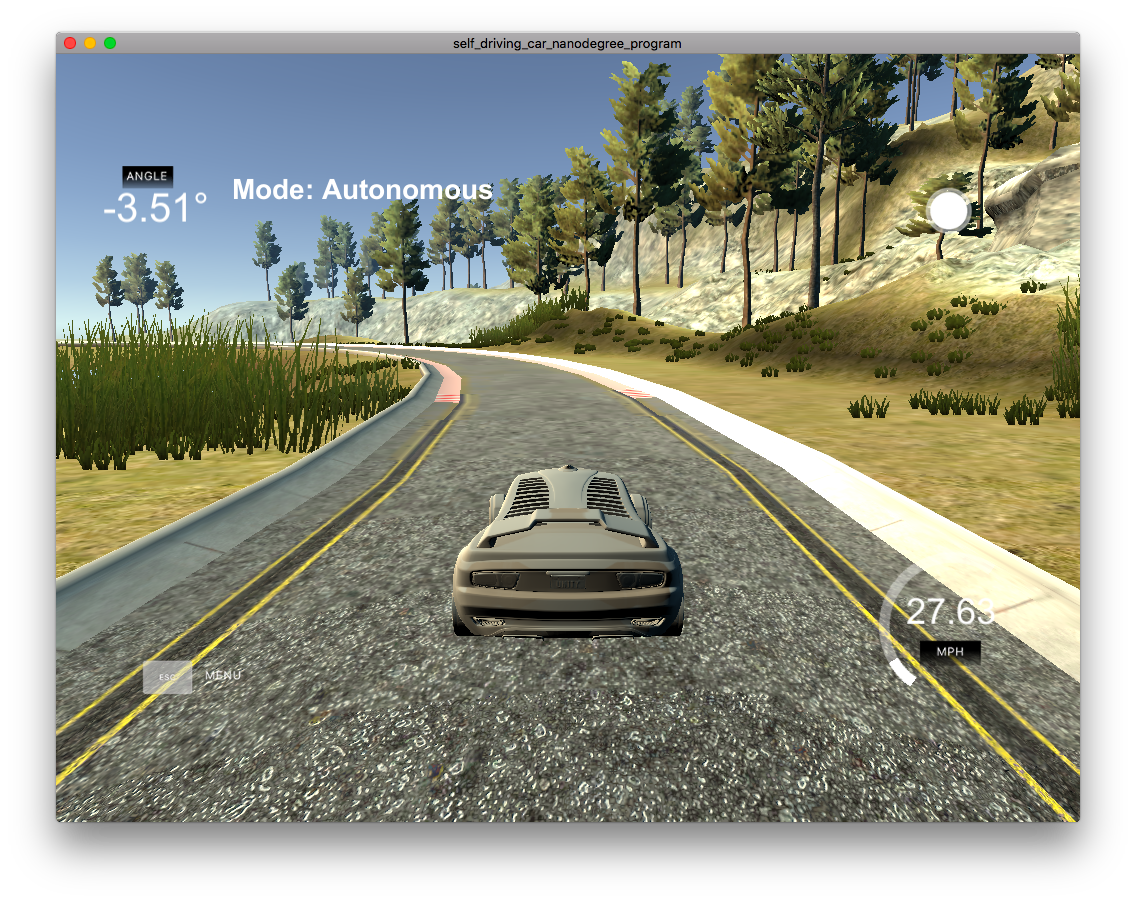 self_driving_car_nanodegree_program
ANGLE
-3.51°
Mode: Autonomous
27.63
MPH
ESC
MENU